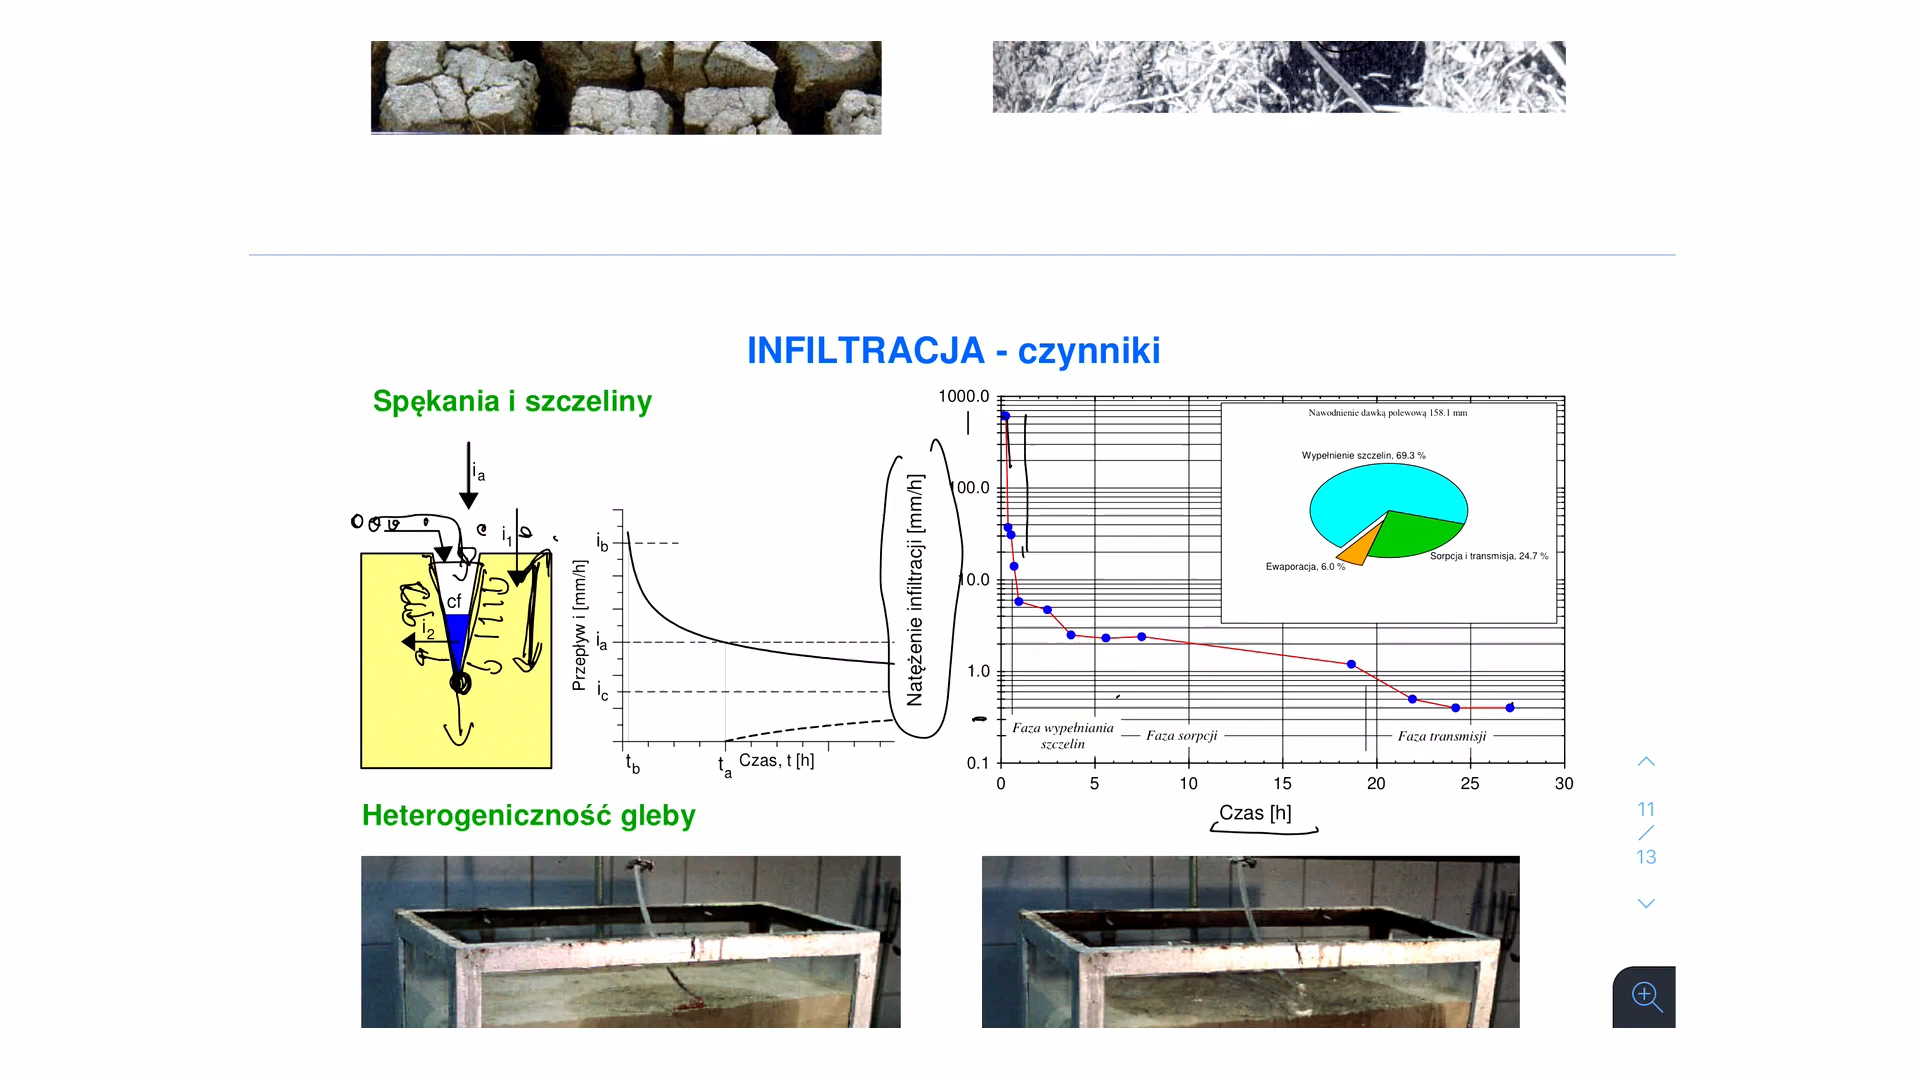 INFILTRACJA - czynniki
Spękania i szczeliny
ia
i1
cf
i2
Przepływ i [mm/h]
ib
ia
ic
tb
ta
Czas, t [h]
Natężenie infiltracji [mm/h]
1000.0
100.0
10.0
1.0
0.1
Nawodnienie dawką polewową 158.1 mm
Wypełnienie szczelin, 69.3 %
Sorpcja i transmisja, 24.7 %
Ewaporacja, 6.0 %
Faza wypełniania
szczelin
Faza sorpcji
Faza transmisji
0 5 10 15 20 25 30
Czas [h]
Heterogeniczność gleby
11
/
13